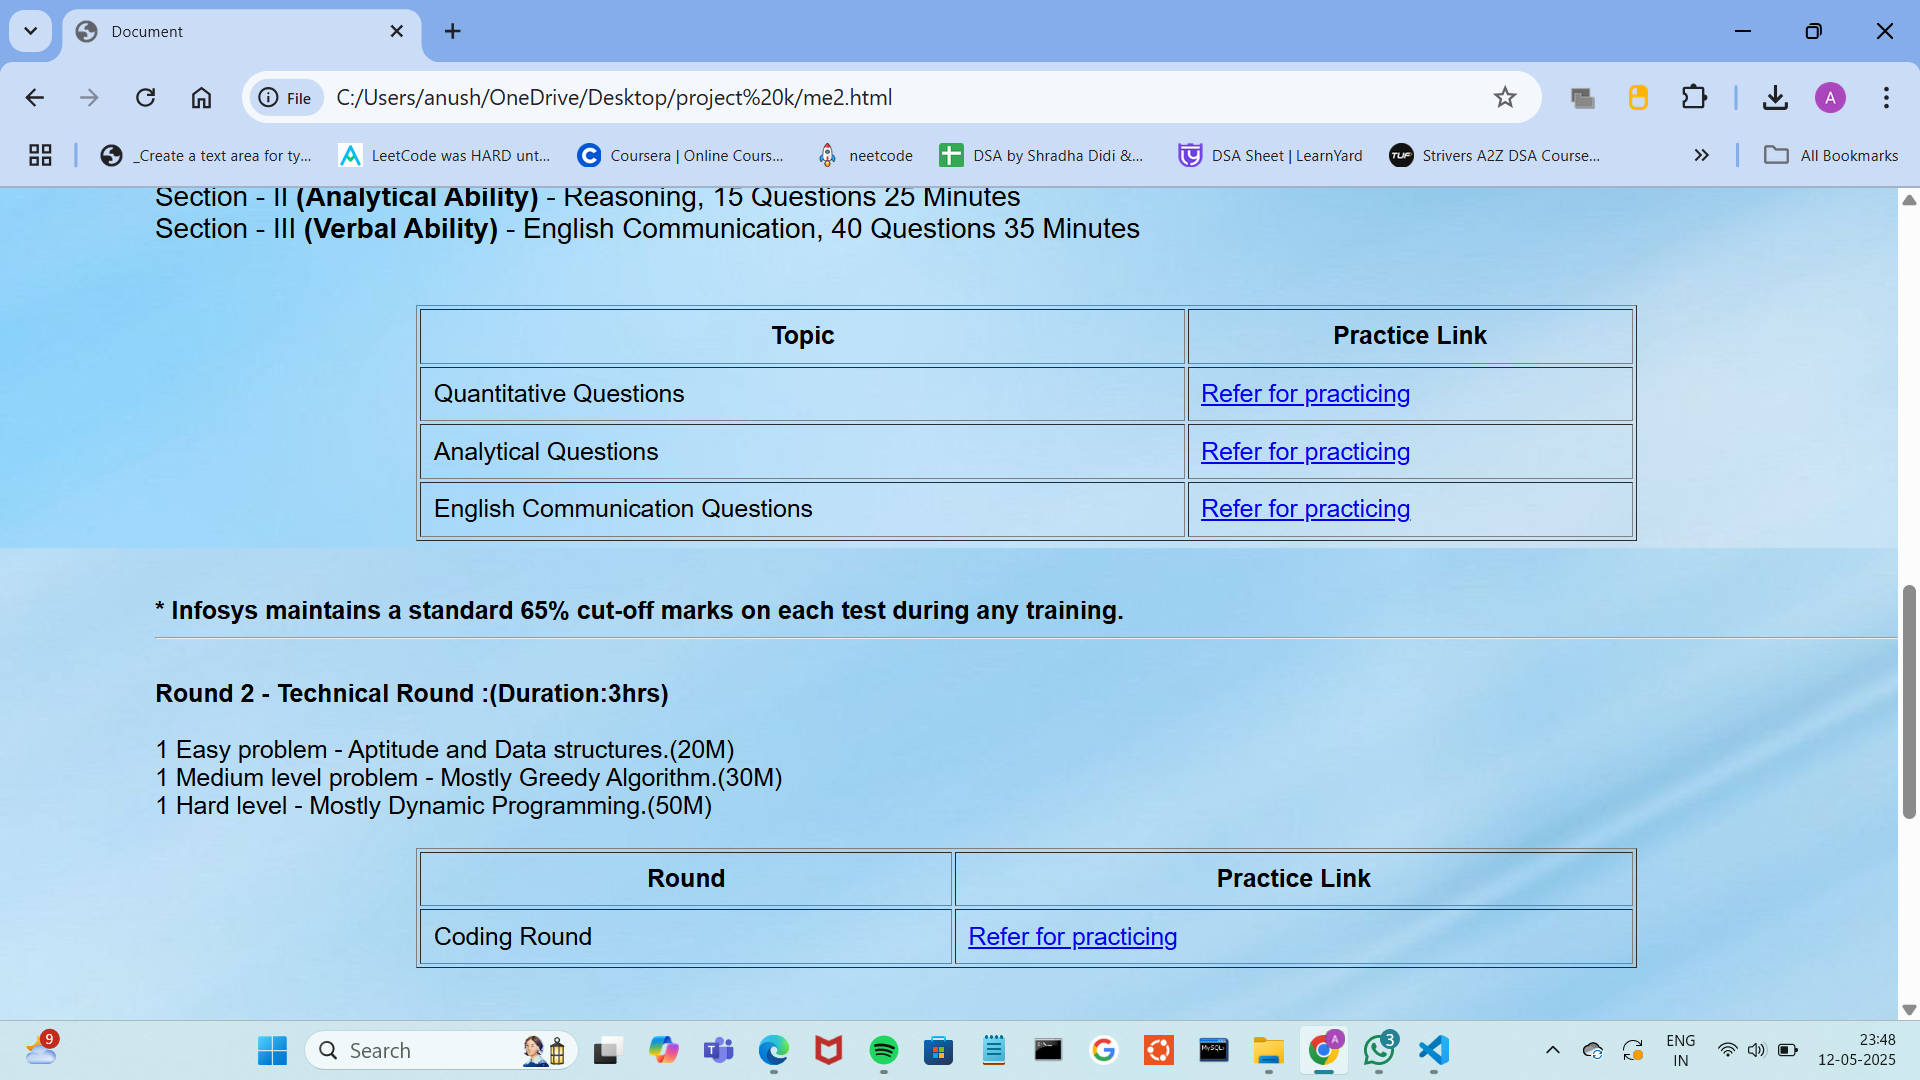 Document
File
C:/Users/anush/OneDrive/Desktop/project%20k/me2.html
A
_Create a text area for ty...
LeetCode was HARD unt...
Coursera | Online Cours...
neetcode
DSA by Shradha Didi &...
DSA Sheet | LearnYard
TUF
Strivers A2Z DSA Course...
All Bookmarks
Section - II (Analytical Ability) - Reasoning, 15 Questions 25 Minutes
Section - III (Verbal Ability) - English Communication, 40 Questions 35 Minutes
Topic
Practice Link
Quantitative Questions
Refer for practicing
Analytical Questions
Refer for practicing
English Communication Questions
Refer for practicing
* Infosys maintains a standard 65% cut-off marks on each test during any training.
Round 2 - Technical Round :(Duration:3hrs)
1 Easy problem - Aptitude and Data structures.(20M)
1 Medium level problem - Mostly Greedy Algorithm.(30M)
1 Hard level - Mostly Dynamic Programming.(50M)
Round
Practice Link
Coding Round
Refer for practicing
9
Search
MySQL
A
3
ENG
IN
23:48
12-05-2025